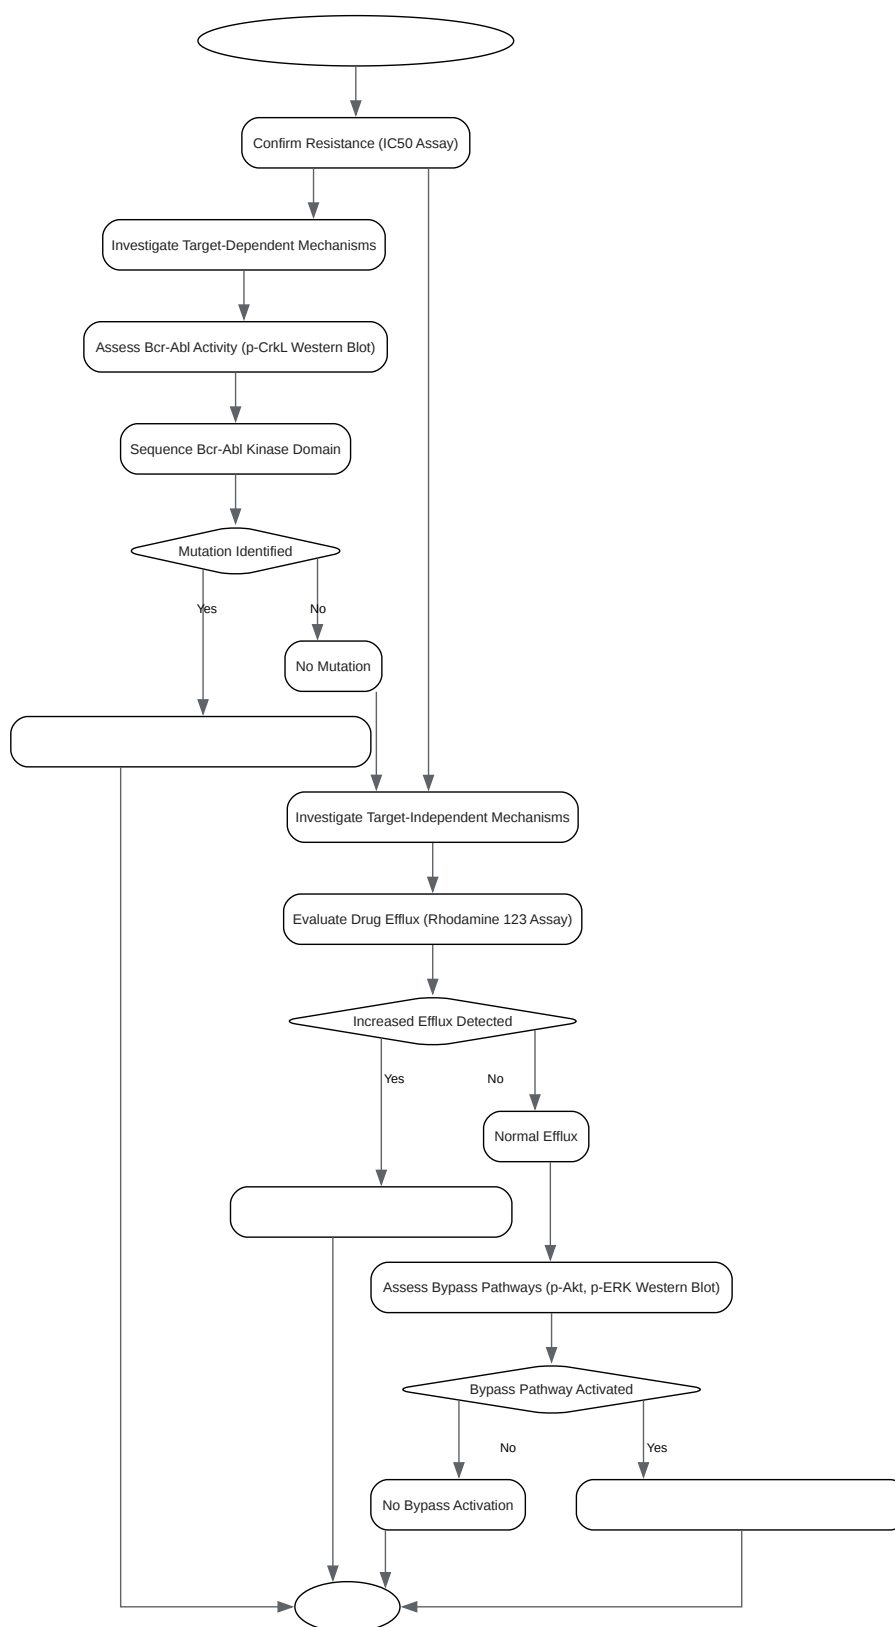 Confirm Resistance (IC50 Assay)
Investigate Target-Dependent Mechanisms
Assess Bcr-Abl Activity (p-CrkL Western Blot)
Sequence Bcr-Abl Kinase Domain
Mutation Identified
Yes
No
No Mutation
Investigate Target-Independent Mechanisms
Evaluate Drug Efflux (Rhodamine 123 Assay)
Increased Efflux Detected
Yes
No
Normal Efflux
Assess Bypass Pathways (p-Akt, p-ERK Western Blot)
Bypass Pathway Activated
No
Yes
No Bypass Activation